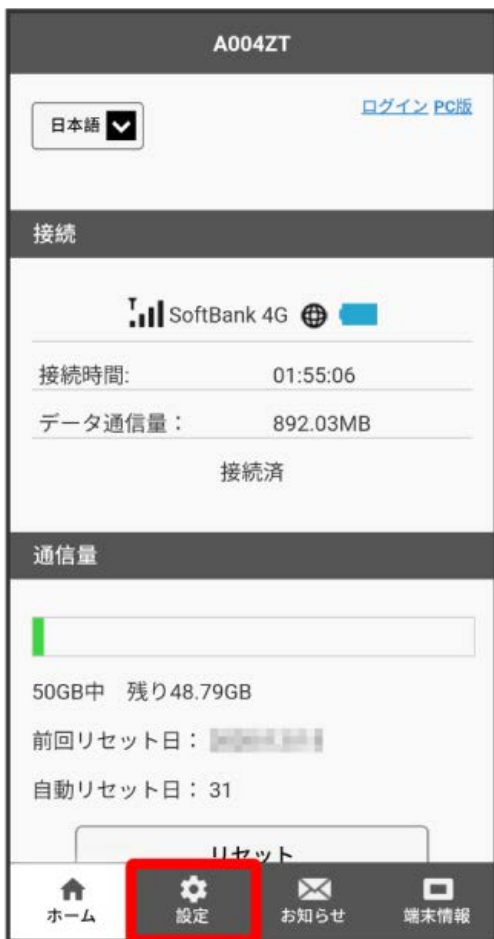 A004ZT
日本語
ログイン PC版
接続
SoftBank 4G
接続時間: 01:55:06
データ通信量： 892.03MB
接続済
通信量
50GB中 残り48.79GB
前回リセット日：
自動リセット日： 31
リセット
ホーム 設定 お知らせ 端末情報